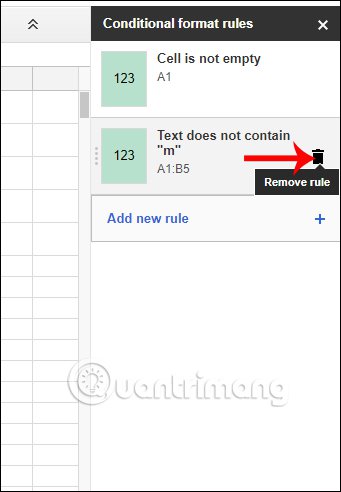 Conditional format rules
123
Cell is not empty
A1
123
Text does not contain
"m"
A1:B5
Remove rule
Add new rule
Quantrimang